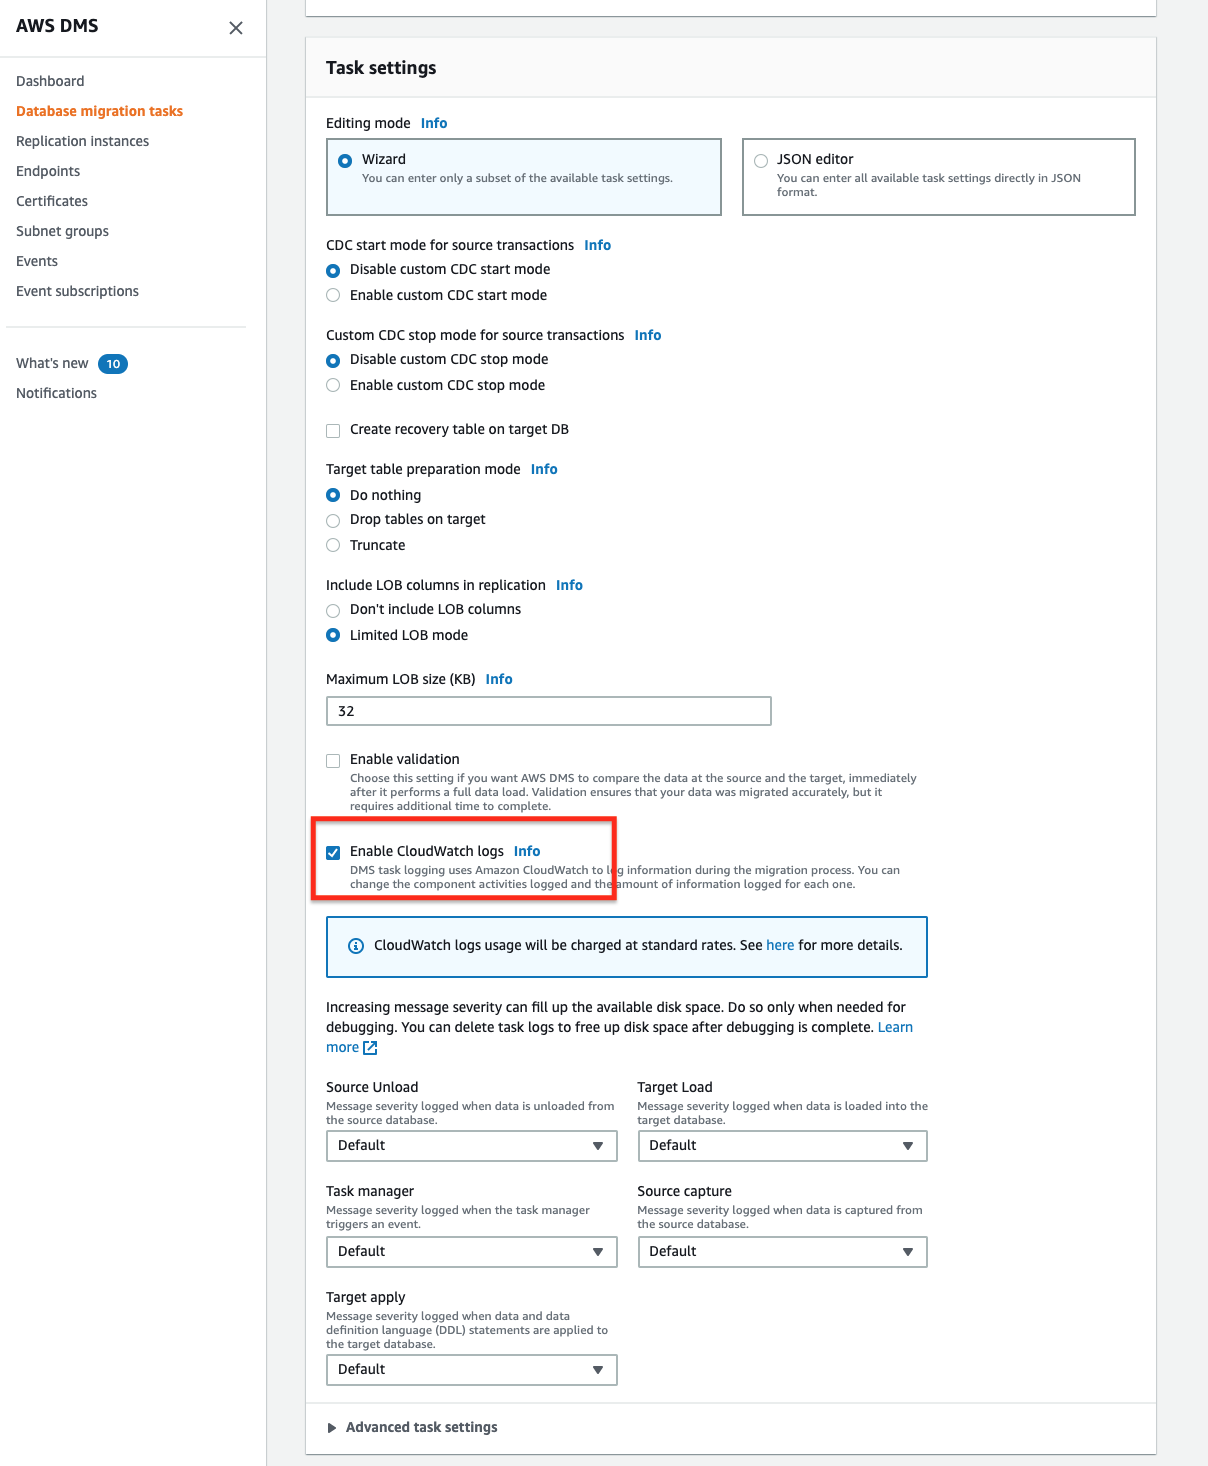 AWS DMS
Dashboard
Database migration tasks
Replication instances
Endpoints
Certificates
Subnet groups
Events
Event subscriptions
What's new 10
Notifications
Task settings
Editing mode Info
Wizard
You can enter only a subset of the available task settings.
JSON editor
You can enter all available task settings directly in JSON
format.
CDC start mode for source transactions Info
Disable custom CDC start mode
Enable custom CDC start mode
Custom CDC stop mode for source transactions Info
Disable custom CDC stop mode
Enable custom CDC stop mode
Create recovery table on target DB
Target table preparation mode Info
Do nothing
Drop tables on target
Truncate
Include LOB columns in replication Info
Don't include LOB columns
Limited LOB mode
Maximum LOB size (KB) Info
32
Enable validation
Choose this setting if you want AWS DMS to compare the data at the source and the target, immediately
after it performs a full data load. Validation ensures that your data was migrated accurately, but it
requires additional time to complete.
Enable CloudWatch logs Info
DMS task logging uses Amazon CloudWatch to log information during the migration process. You can
change the component activities logged and the amount of information logged for each one.
CloudWatch logs usage will be charged at standard rates. See here for more details.
Increasing message severity can fill up the available disk space. Do so only when needed for
debugging. You can delete task logs to free up disk space after debugging is complete. Learn
more
Source Unload
Message severity logged when data is unloaded from
the source database.
Default
Target Load
Message severity logged when data is loaded into the
target database.
Default
Task manager
Message severity logged when the task manager
triggers an event.
Default
Source capture
Message severity logged when data is captured from
the source database.
Default
Target apply
Message severity logged when data and data
definition language (DDL) statements are applied to
the target database.
Default
Advanced task settings